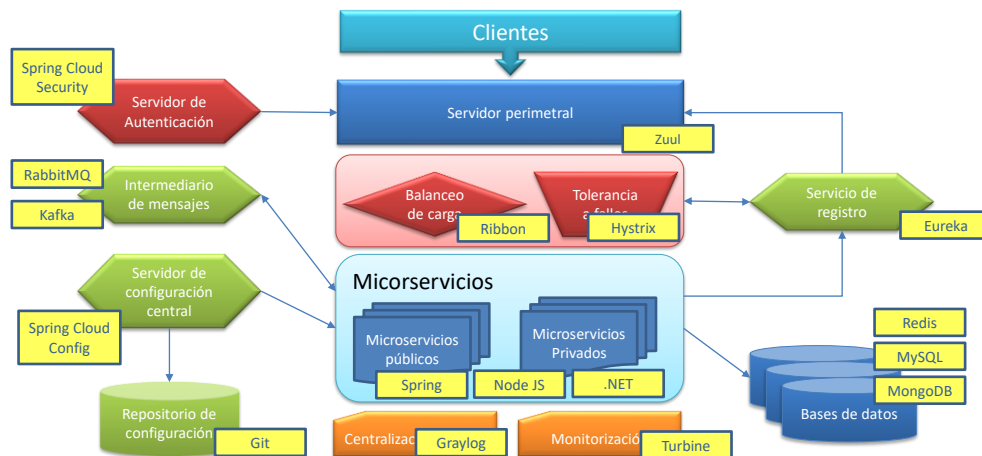 Clientes
Spring Cloud
Security
Servidor de
Autenticación
Servidor perimetral
Zuul
RabbitMQ
Kafka
Intermediario
de mensajes
Balanceo
de carga
Ribbon
Tolerancia
a fallos
Hystrix
Servicio de
registro
Eureka
Servidor de
configuración
central
Spring Cloud
Config
Micorservicios
Microservicios
públicos
Microservicios
Privados
Spring
Node JS
.NET
Redis
MySQL
MongoDB
Bases de datos
Repositorio de
configuración
Git
Graylog
Monitorización
Turbine